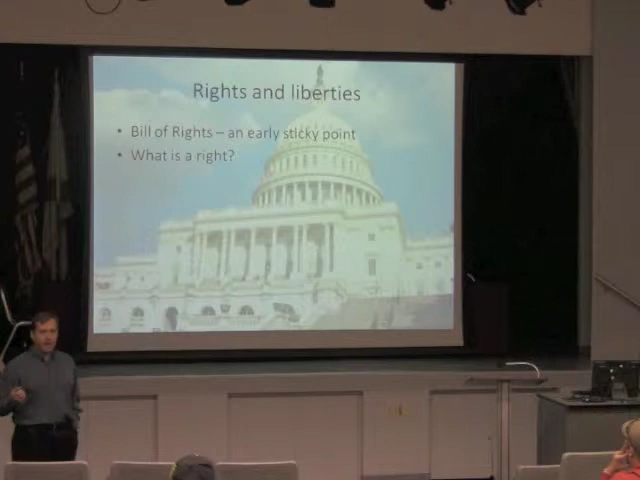 Rights and liberties
• Bill of Rights – an early sticky point
• What is a right?